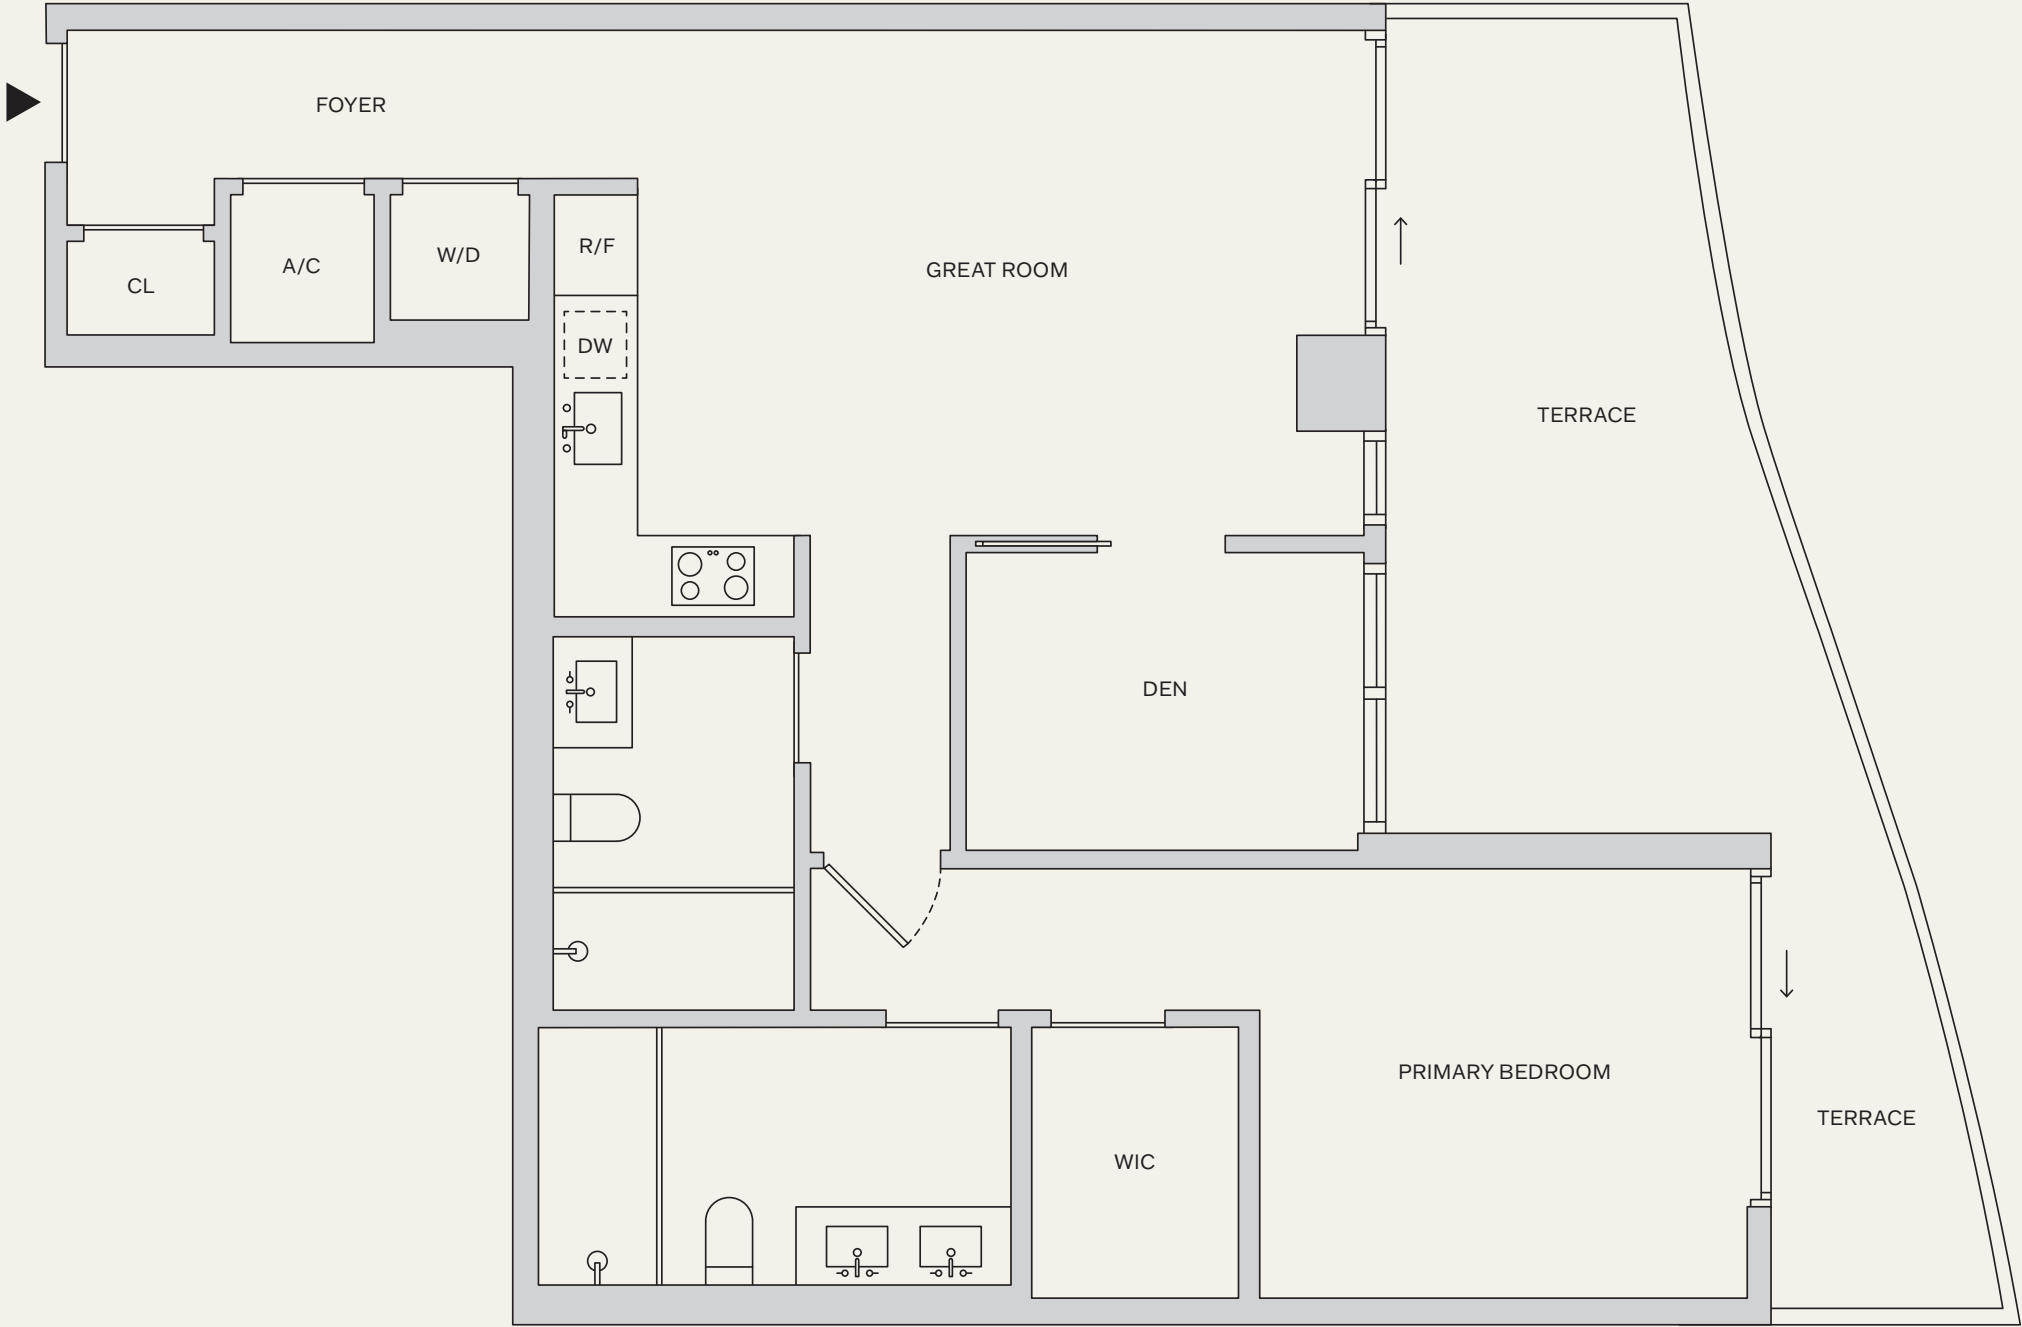 FOYER
R/F
W/D
A/C
GREAT ROOM
CL
DW
TERRACE
DEN
PRIMARY BEDROOM
TERRACE
WIC